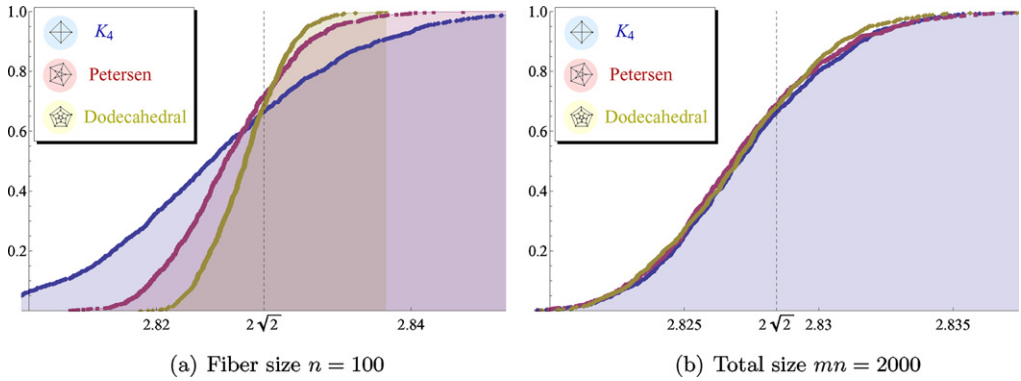 1.0
0.8
0.6
0.4
0.2
K₄
Petersen
Dodecahedral
2.82
2√2
2.84
(a) Fiber size n = 100
1.0
0.8
0.6
0.4
0.2
K₄
Petersen
Dodecahedral
2.825
2√2
2.83
2.835
(b) Total size mn = 2000